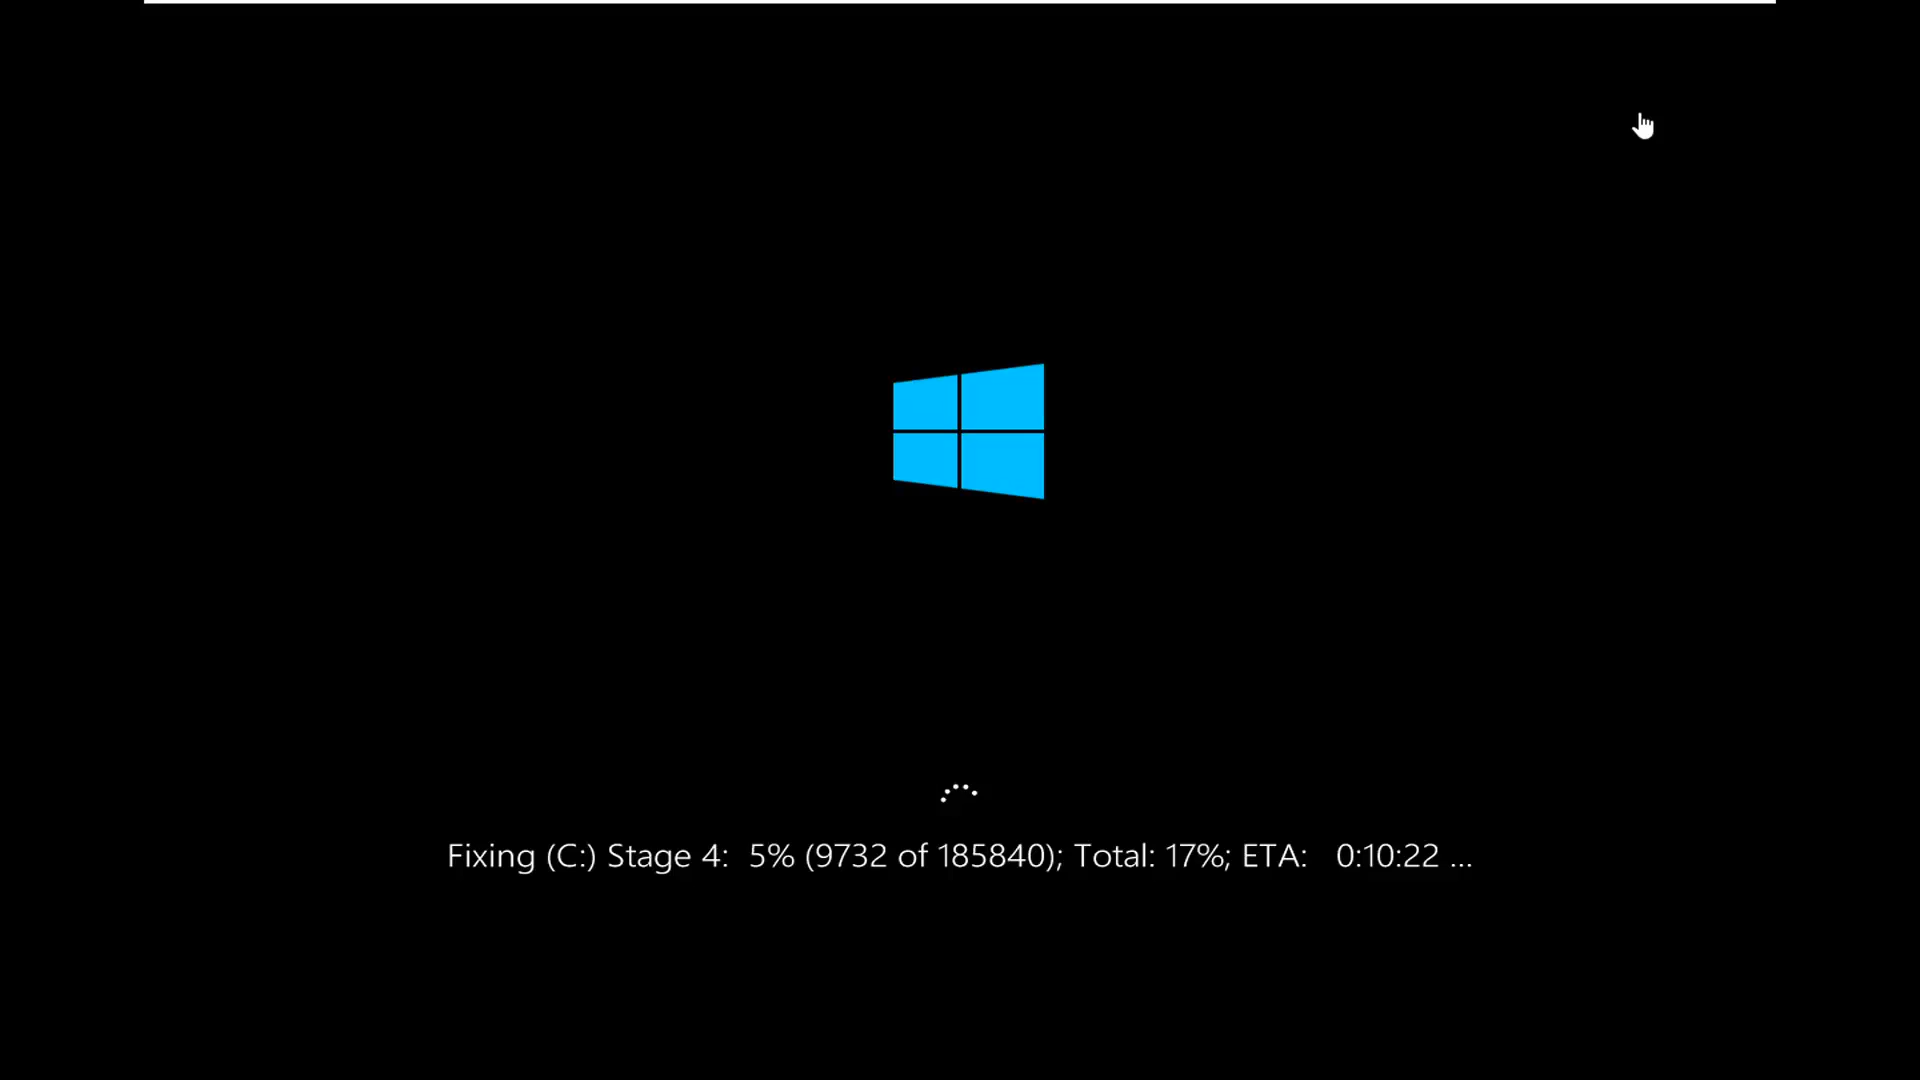 Fixing (C:) Stage 4:  5% (9732 of 185840); Total: 17%; ETA:   0:10:22 ...